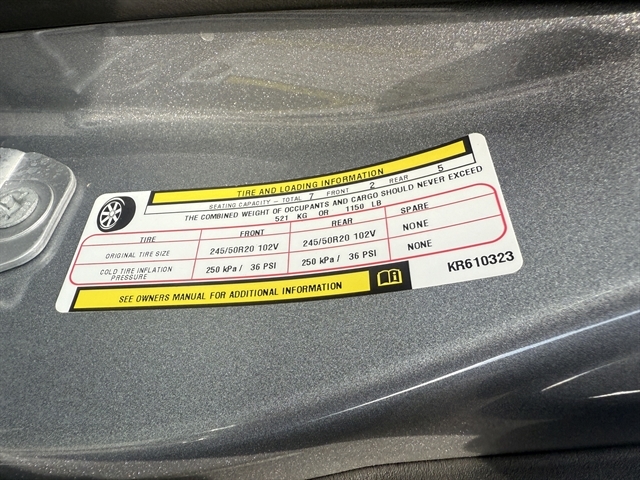 TIRE AND LOADING INFORMATION
SEATING CAPACITY - TOTAL 7 FRONT 2 REAR 5
THE COMBINED WEIGHT OF OCCUPANTS AND CARGO SHOULD NEVER EXCEED
521 KG OR 1150 LB
TIRE FRONT REAR SPARE
ORIGINAL TIRE SIZE 245/50R20 102V 245/50R20 102V NONE
COLD TIRE INFLATION PRESSURE 250 kPa / 36 PSI 250 kPa / 36 PSI NONE
SEE OWNERS MANUAL FOR ADDITIONAL INFORMATION
KR610323